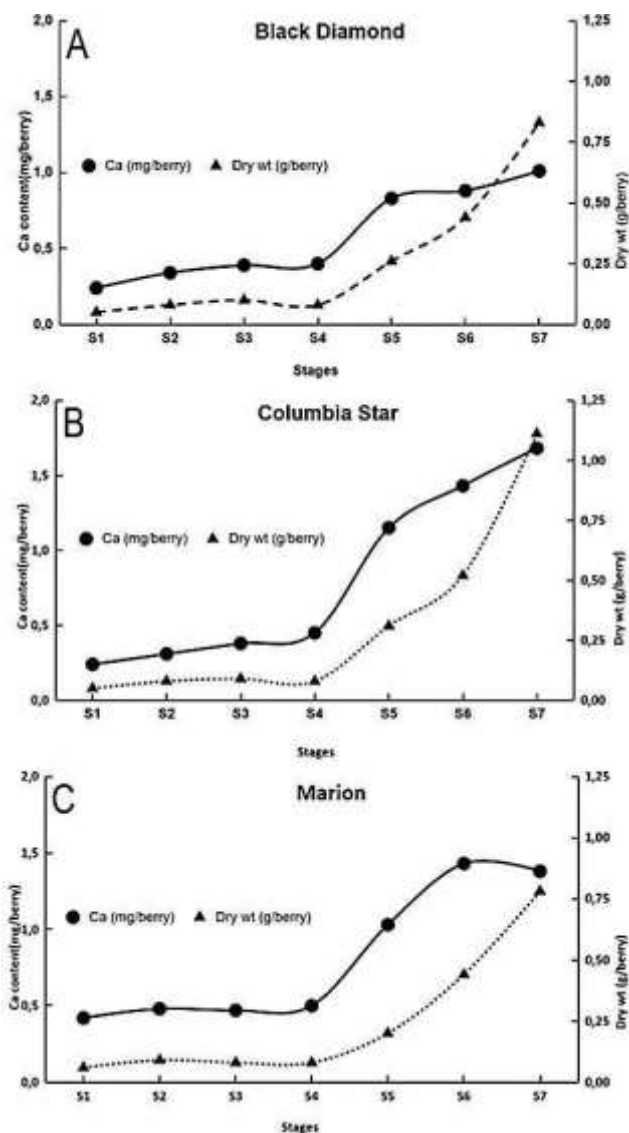 A
Black Diamond
2,0
1,5
1,0
0,5
0,0
Ca content(mg/berry)
Ca (mg/berry)
Dry wt (g/berry)
1,25
1,00
0,75
0,50
0,25
0,00
Dry wt (g/berry)
S1 S2 S3 S4 S5 S6 S7
Stages
B
Columbia Star
2,0
1,5
1,0
0,5
0,0
Ca content(mg/berry)
Ca (mg/berry)
Dry wt (g/berry)
1,25
1,00
0,75
0,50
0,25
0,00
Dry wt (g/berry)
S1 S2 S3 S4 S5 S6 S7
Stages
C
Marion
2,0
1,5
1,0
0,5
0,0
Ca content(mg/berry)
Ca (mg/berry)
Dry wt (g/berry)
1,25
1,00
0,75
0,50
0,25
0,00
Dry wt (g/berry)
S1 S2 S3 S4 S5 S6 S7
Stages